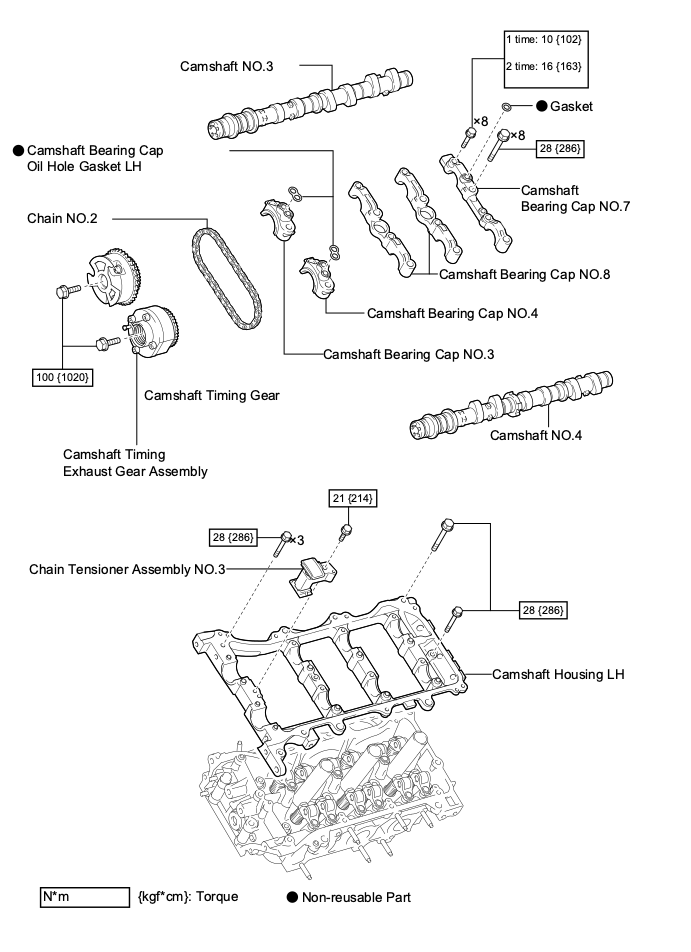 1 time: 10 {102}
Camshaft NO.3
2 time: 16 {163}
● Gasket
×8
×8
28 {286}
● Camshaft Bearing Cap
Oil Hole Gasket LH
Camshaft
Bearing Cap NO.7
Chain NO.2
Camshaft Bearing Cap NO.8
Camshaft Bearing Cap NO.4
Camshaft Bearing Cap NO.3
100 {1020}
Camshaft Timing Gear
Camshaft NO.4
Camshaft Timing
Exhaust Gear Assembly
21 {214}
28 {286}
×3
Chain Tensioner Assembly NO.3
28 {286}
Camshaft Housing LH
N*m {kgf*cm}: Torque ● Non-reusable Part